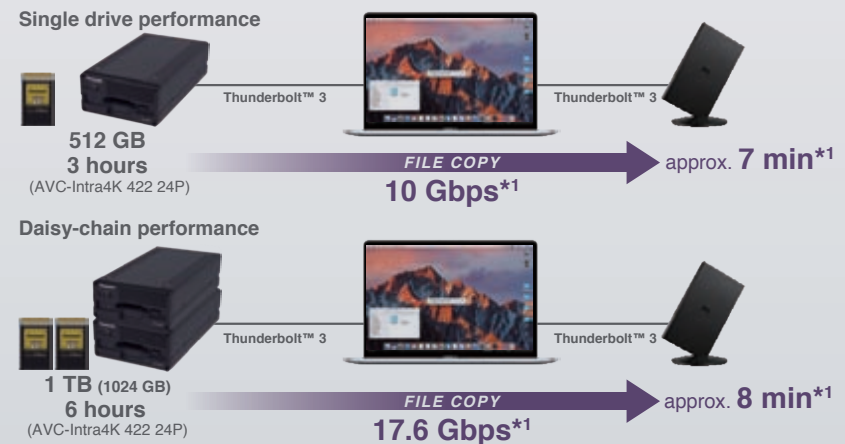 Single drive performance
Thunderbolt™ 3
Thunderbolt™ 3
512 GB
3 hours
(AVC-Intra4K 422 24P)
FILE COPY
10 Gbps*1
approx. 7 min*1
Daisy-chain performance
Thunderbolt™ 3
Thunderbolt™ 3
1 TB (1024 GB)
6 hours
(AVC-Intra4K 422 24P)
FILE COPY
17.6 Gbps*1
approx. 8 min*1